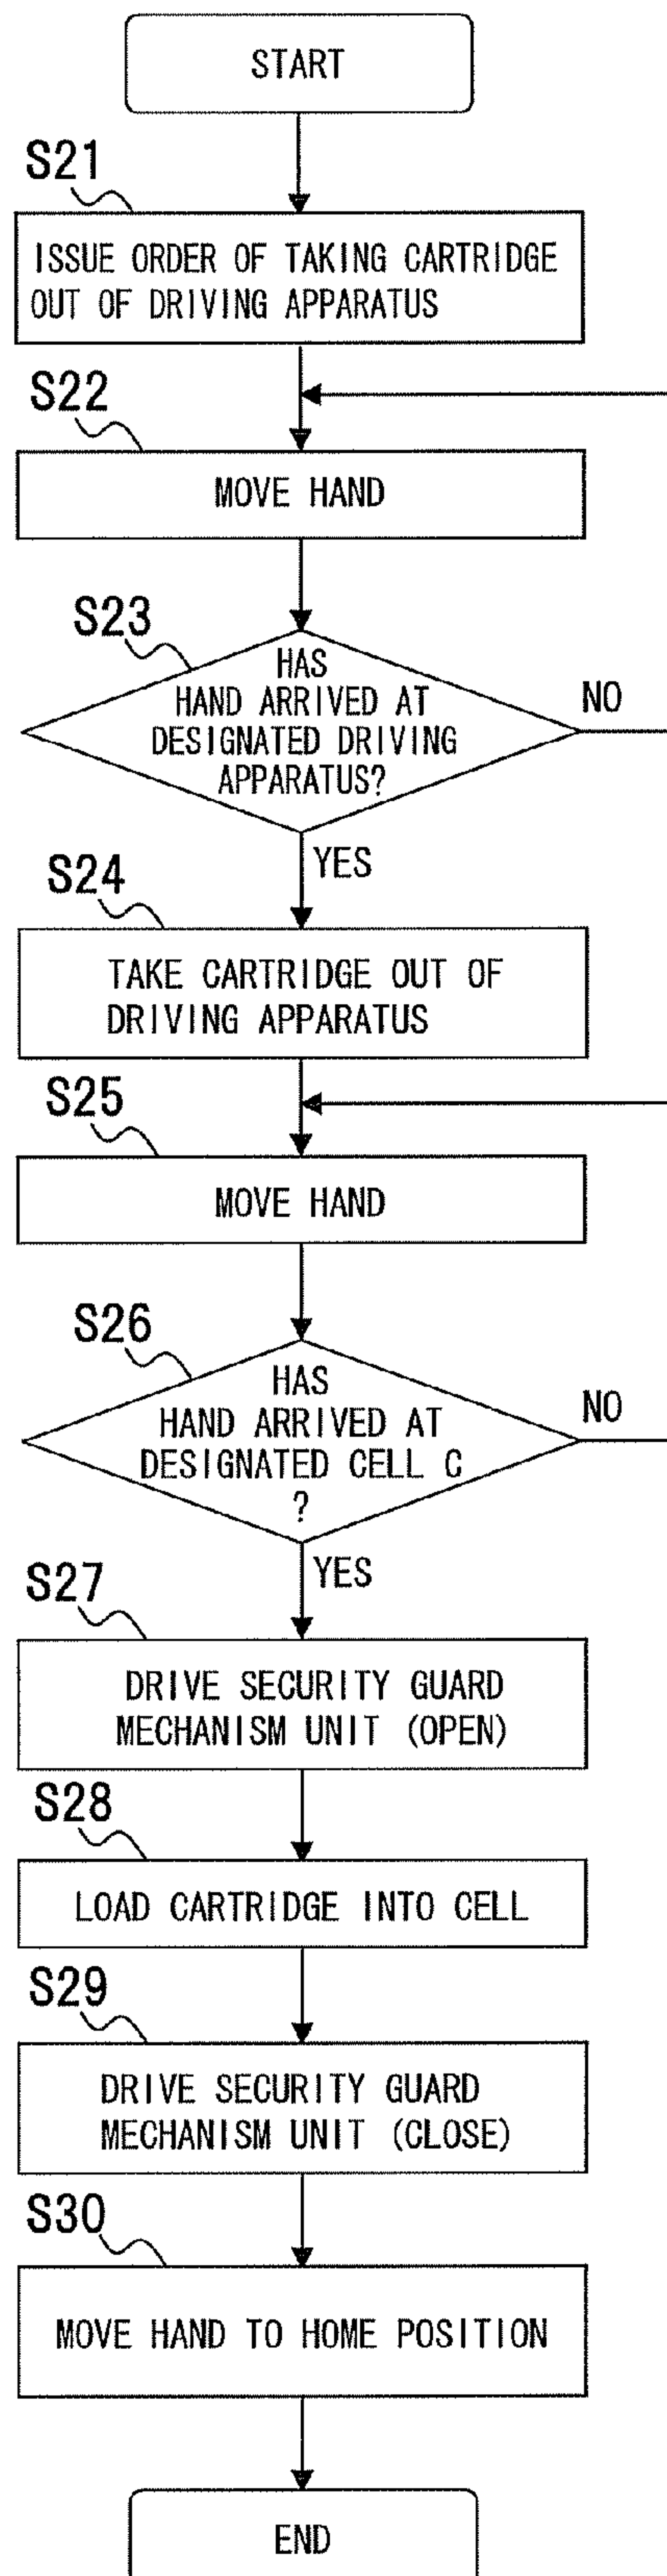 START
S21
ISSUE ORDER OF TAKING CARTRIDGE
OUT OF DRIVING APPARATUS
S22
MOVE HAND
S23
HAS
HAND ARRIVED AT
DESIGNATED DRIVING
APPARATUS?
NO
YES
S24
TAKE CARTRIDGE OUT OF
DRIVING APPARATUS
S25
MOVE HAND
S26
HAS
HAND ARRIVED AT
DESIGNATED CELL C
?
NO
YES
S27
DRIVE SECURITY GUARD
MECHANISM UNIT (OPEN)
S28
LOAD CARTRIDGE INTO CELL
S29
DRIVE SECURITY GUARD
MECHANISM UNIT (CLOSE)
S30
MOVE HAND TO HOME POSITION
END